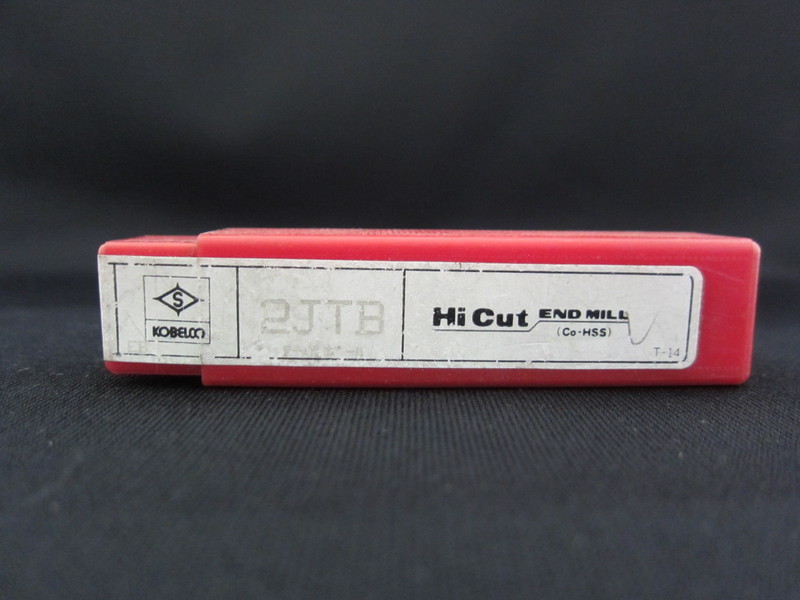 S
KOBELCO
2JTB
Hi Cut END MILL
(Co-HSS)
T-14